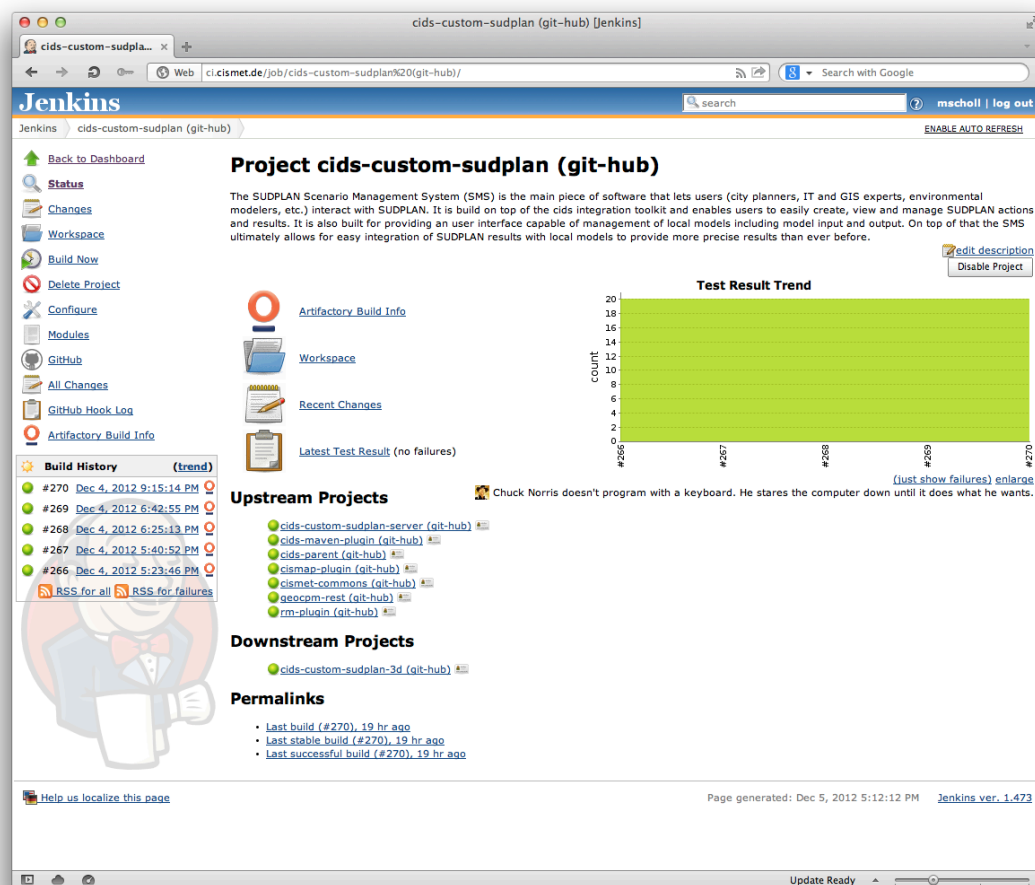 cids-custom-sudplan (git-hub) [Jenkins]
cids-custom-sudpla...
Web ci.cismet.de/job/cids-custom-sudplan%20(git-hub)/
8 Search with Google
Jenkins
search
mscholl | log out
Jenkins cids-custom-sudplan (git-hub)
ENABLE AUTO REFRESH
Back to Dashboard
Status
Changes
Workspace
Build Now
Delete Project
Configure
Modules
GitHub
All Changes
GitHub Hook Log
Artifactory Build Info
Build History (trend)
#270 Dec 4, 2012 9:15:14 PM
#269 Dec 4, 2012 6:42:55 PM
#268 Dec 4, 2012 6:25:13 PM
#267 Dec 4, 2012 5:40:52 PM
#266 Dec 4, 2012 5:23:46 PM
RSS for all RSS for failures
Project cids-custom-sudplan (git-hub)
The SUDPLAN Scenario Management System (SMS) is the main piece of software that lets users (city planners, IT and GIS experts, environmental
modelers, etc.) interact with SUDPLAN. It is build on top of the cids integration toolkit and enables users to easily create, view and manage SUDPLAN actions
and results. It is also built for providing an user interface capable of management of local models including model input and output. On top of that the SMS
ultimately allows for easy integration of SUDPLAN results with local models to provide more precise results than ever before.
edit description
Disable Project
Artifactory Build Info
Workspace
Recent Changes
Latest Test Result (no failures)
Test Result Trend
count
20
18
16
14
12
10
8
6
4
2
0
#266
#267
#268
#269
#270
(just show failures) enlarge
Chuck Norris doesn't program with a keyboard. He stares the computer down until it does what he wants.
Upstream Projects
cids-custom-sudplan-server (git-hub)
cids-maven-plugin (git-hub)
cids-parent (git-hub)
cismap-plugin (git-hub)
cismet-commons (git-hub)
geocpm-rest (git-hub)
rm-plugin (git-hub)
Downstream Projects
cids-custom-sudplan-3d (git-hub)
Permalinks
Last build (#270), 19 hr ago
Last stable build (#270), 19 hr ago
Last successful build (#270), 19 hr ago
Help us localize this page
Page generated: Dec 5, 2012 5:12:12 PM
Jenkins ver. 1.473
Update Ready